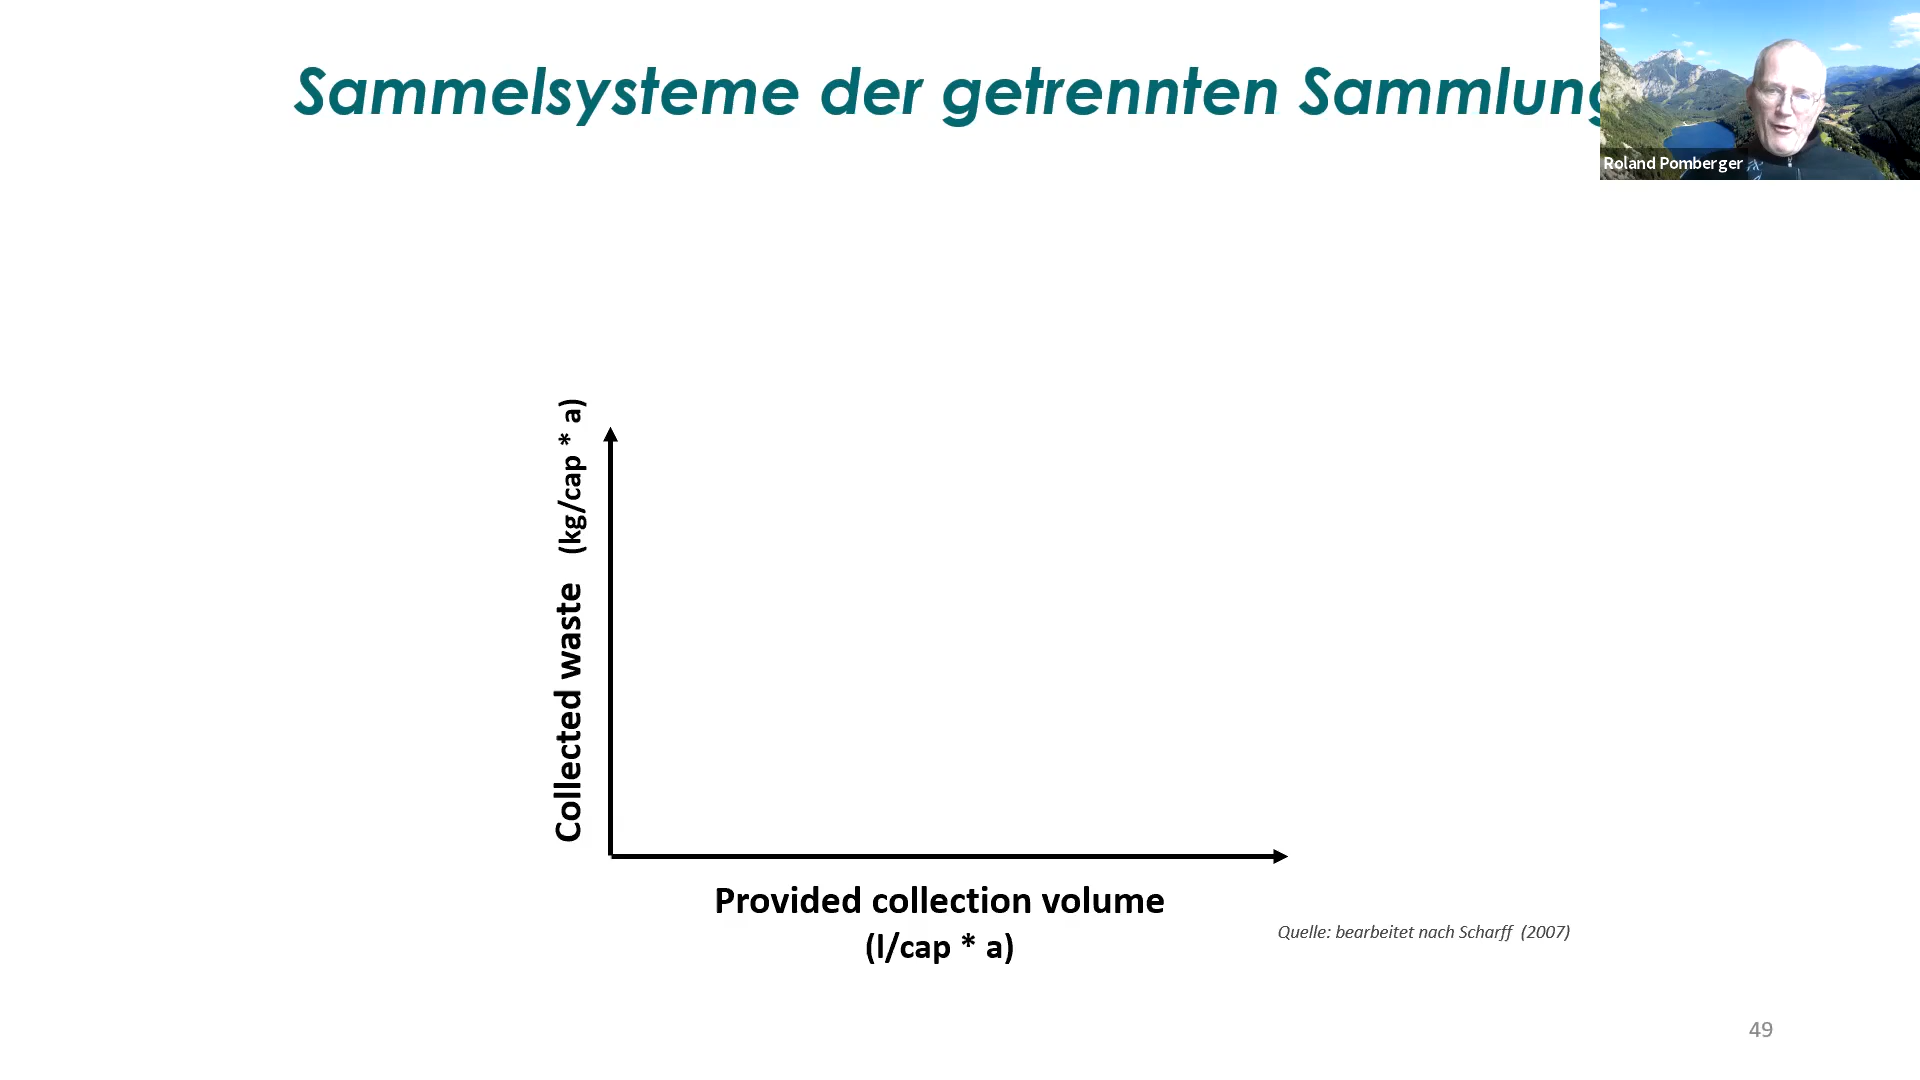 Sammelsysteme der getrennten Sammlung
Roland Pomberger
Collected waste (kg/cap * a)
Provided collection volume
(l/cap * a)
Quelle: bearbeitet nach Scharff (2007)
49